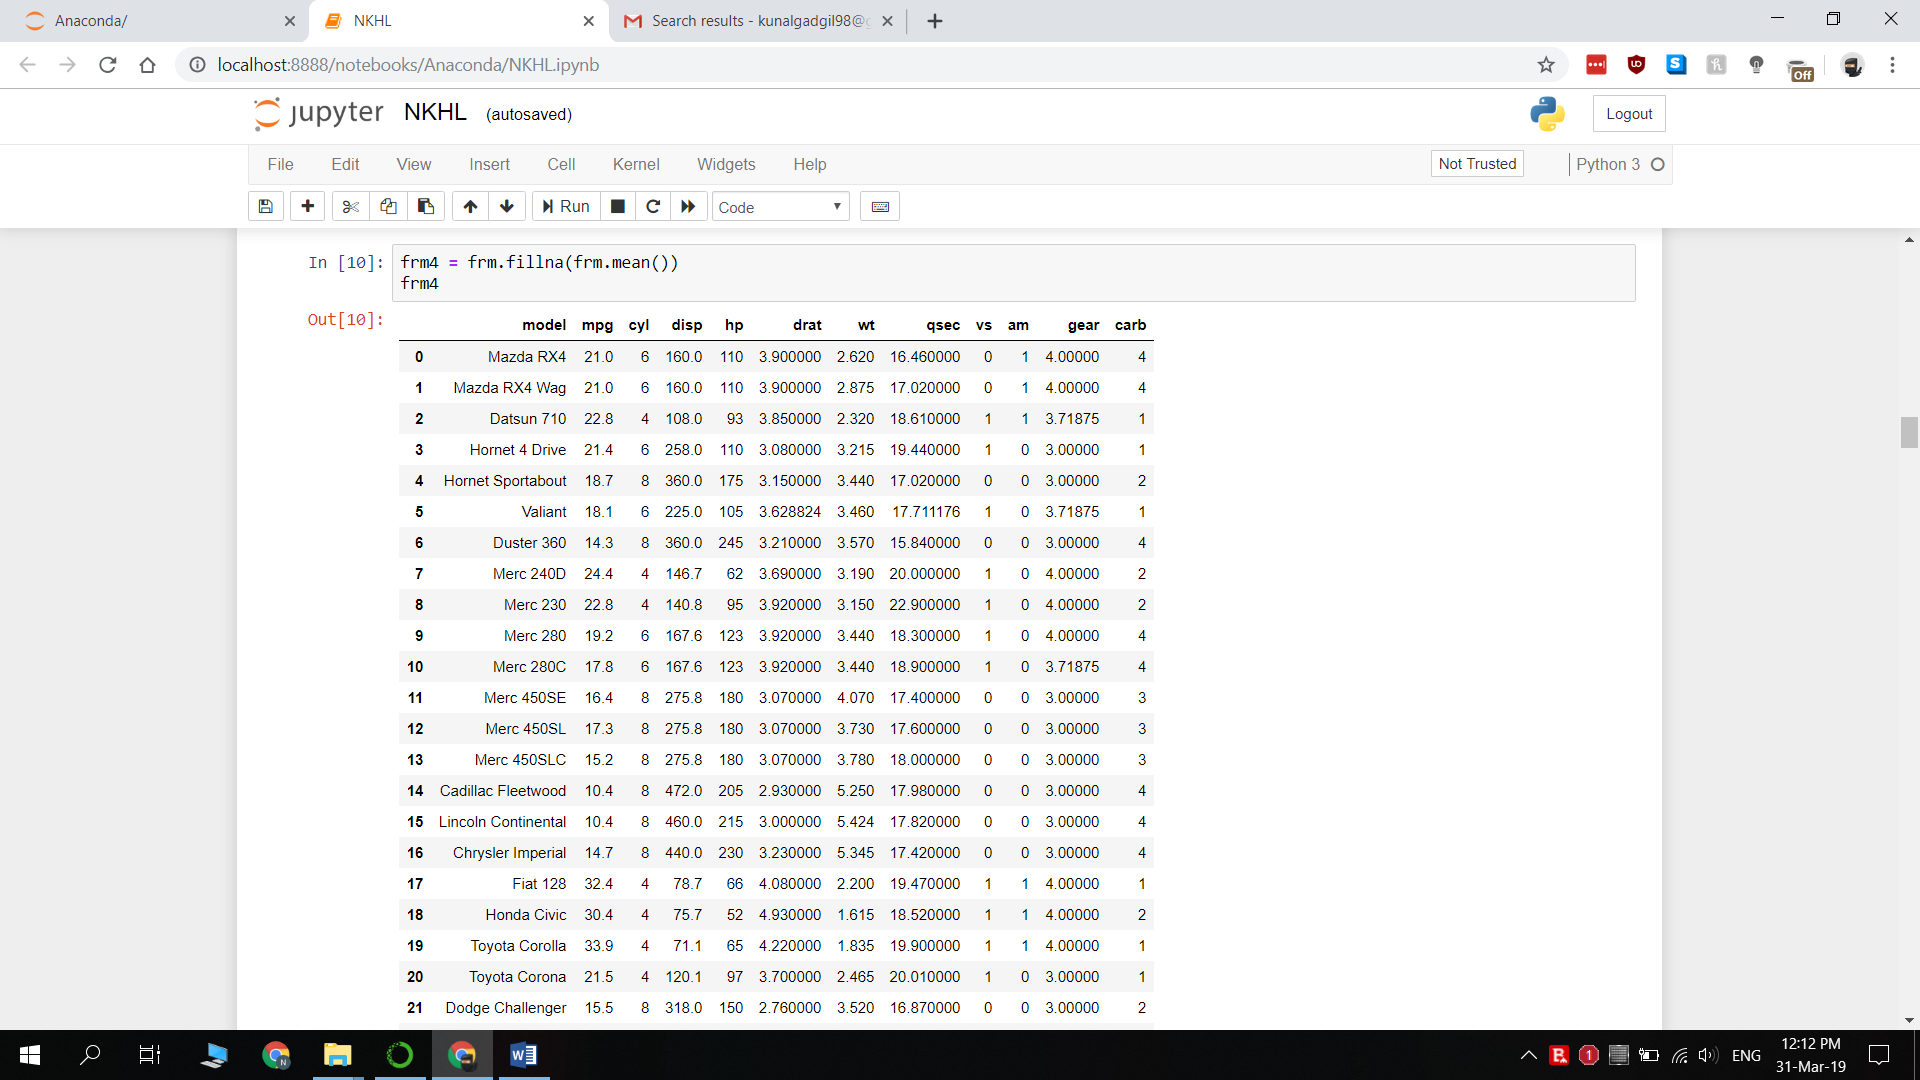 Anaconda/
NKHL
Search results - kunalgadgil98@g
localhost:8888/notebooks/Anaconda/NKHL.ipynb
Off
jupyter NKHL (autosaved)
Logout
File Edit View Insert Cell Kernel Widgets Help
Not Trusted
Python 3
Run
Code
In [10]:
frm4 = frm.fillna(frm.mean())
frm4
Out[10]:
model mpg cyl disp hp drat wt qsec vs am gear carb
0 Mazda RX4 21.0 6 160.0 110 3.900000 2.620 16.460000 0 1 4.00000 4
1 Mazda RX4 Wag 21.0 6 160.0 110 3.900000 2.875 17.020000 0 1 4.00000 4
2 Datsun 710 22.8 4 108.0 93 3.850000 2.320 18.610000 1 1 3.71875 1
3 Hornet 4 Drive 21.4 6 258.0 110 3.080000 3.215 19.440000 1 0 3.00000 1
4 Hornet Sportabout 18.7 8 360.0 175 3.150000 3.440 17.020000 0 0 3.00000 2
5 Valiant 18.1 6 225.0 105 3.628824 3.460 17.711176 1 0 3.71875 1
6 Duster 360 14.3 8 360.0 245 3.210000 3.570 15.840000 0 0 3.00000 4
7 Merc 240D 24.4 4 146.7 62 3.690000 3.190 20.000000 1 0 4.00000 2
8 Merc 230 22.8 4 140.8 95 3.920000 3.150 22.900000 1 0 4.00000 2
9 Merc 280 19.2 6 167.6 123 3.920000 3.440 18.300000 1 0 4.00000 4
10 Merc 280C 17.8 6 167.6 123 3.920000 3.440 18.900000 1 0 3.71875 4
11 Merc 450SE 16.4 8 275.8 180 3.070000 4.070 17.400000 0 0 3.00000 3
12 Merc 450SL 17.3 8 275.8 180 3.070000 3.730 17.600000 0 0 3.00000 3
13 Merc 450SLC 15.2 8 275.8 180 3.070000 3.780 18.000000 0 0 3.00000 3
14 Cadillac Fleetwood 10.4 8 472.0 205 2.930000 5.250 17.980000 0 0 3.00000 4
15 Lincoln Continental 10.4 8 460.0 215 3.000000 5.424 17.820000 0 0 3.00000 4
16 Chrysler Imperial 14.7 8 440.0 230 3.230000 5.345 17.420000 0 0 3.00000 4
17 Fiat 128 32.4 4 78.7 66 4.080000 2.200 19.470000 1 1 4.00000 1
18 Honda Civic 30.4 4 75.7 52 4.930000 1.615 18.520000 1 1 4.00000 2
19 Toyota Corolla 33.9 4 71.1 65 4.220000 1.835 19.900000 1 1 4.00000 1
20 Toyota Corona 21.5 4 120.1 97 3.700000 2.465 20.010000 1 0 3.00000 1
21 Dodge Challenger 15.5 8 318.0 150 2.760000 3.520 16.870000 0 0 3.00000 2
ENG
12:12 PM
31-Mar-19